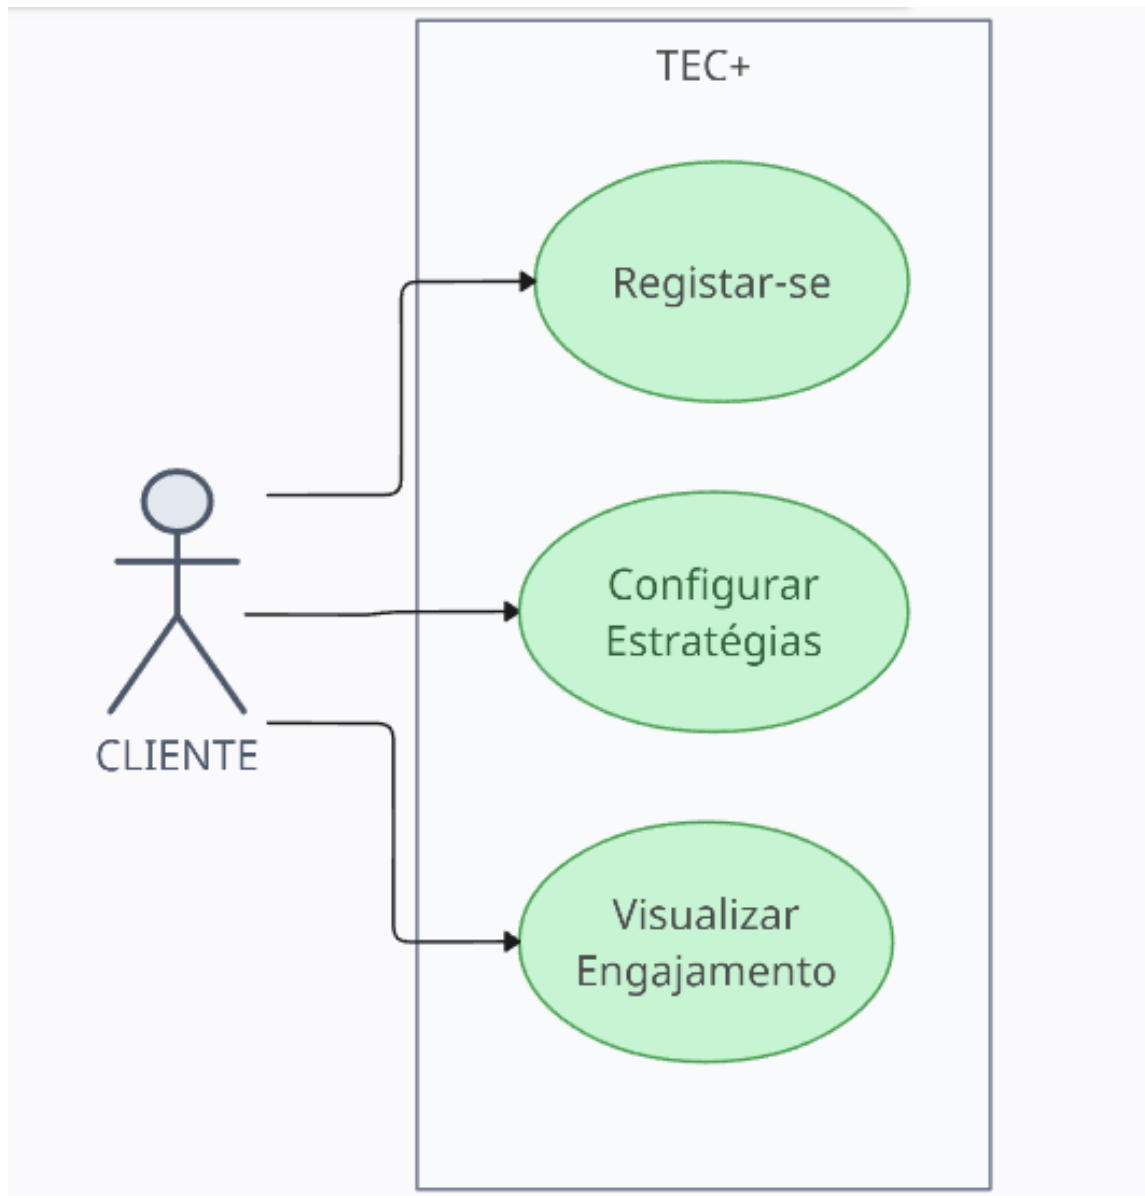 TEC+
Registar-se
Configurar
Estratégias
CLIENTE
Visualizar
Engajamento